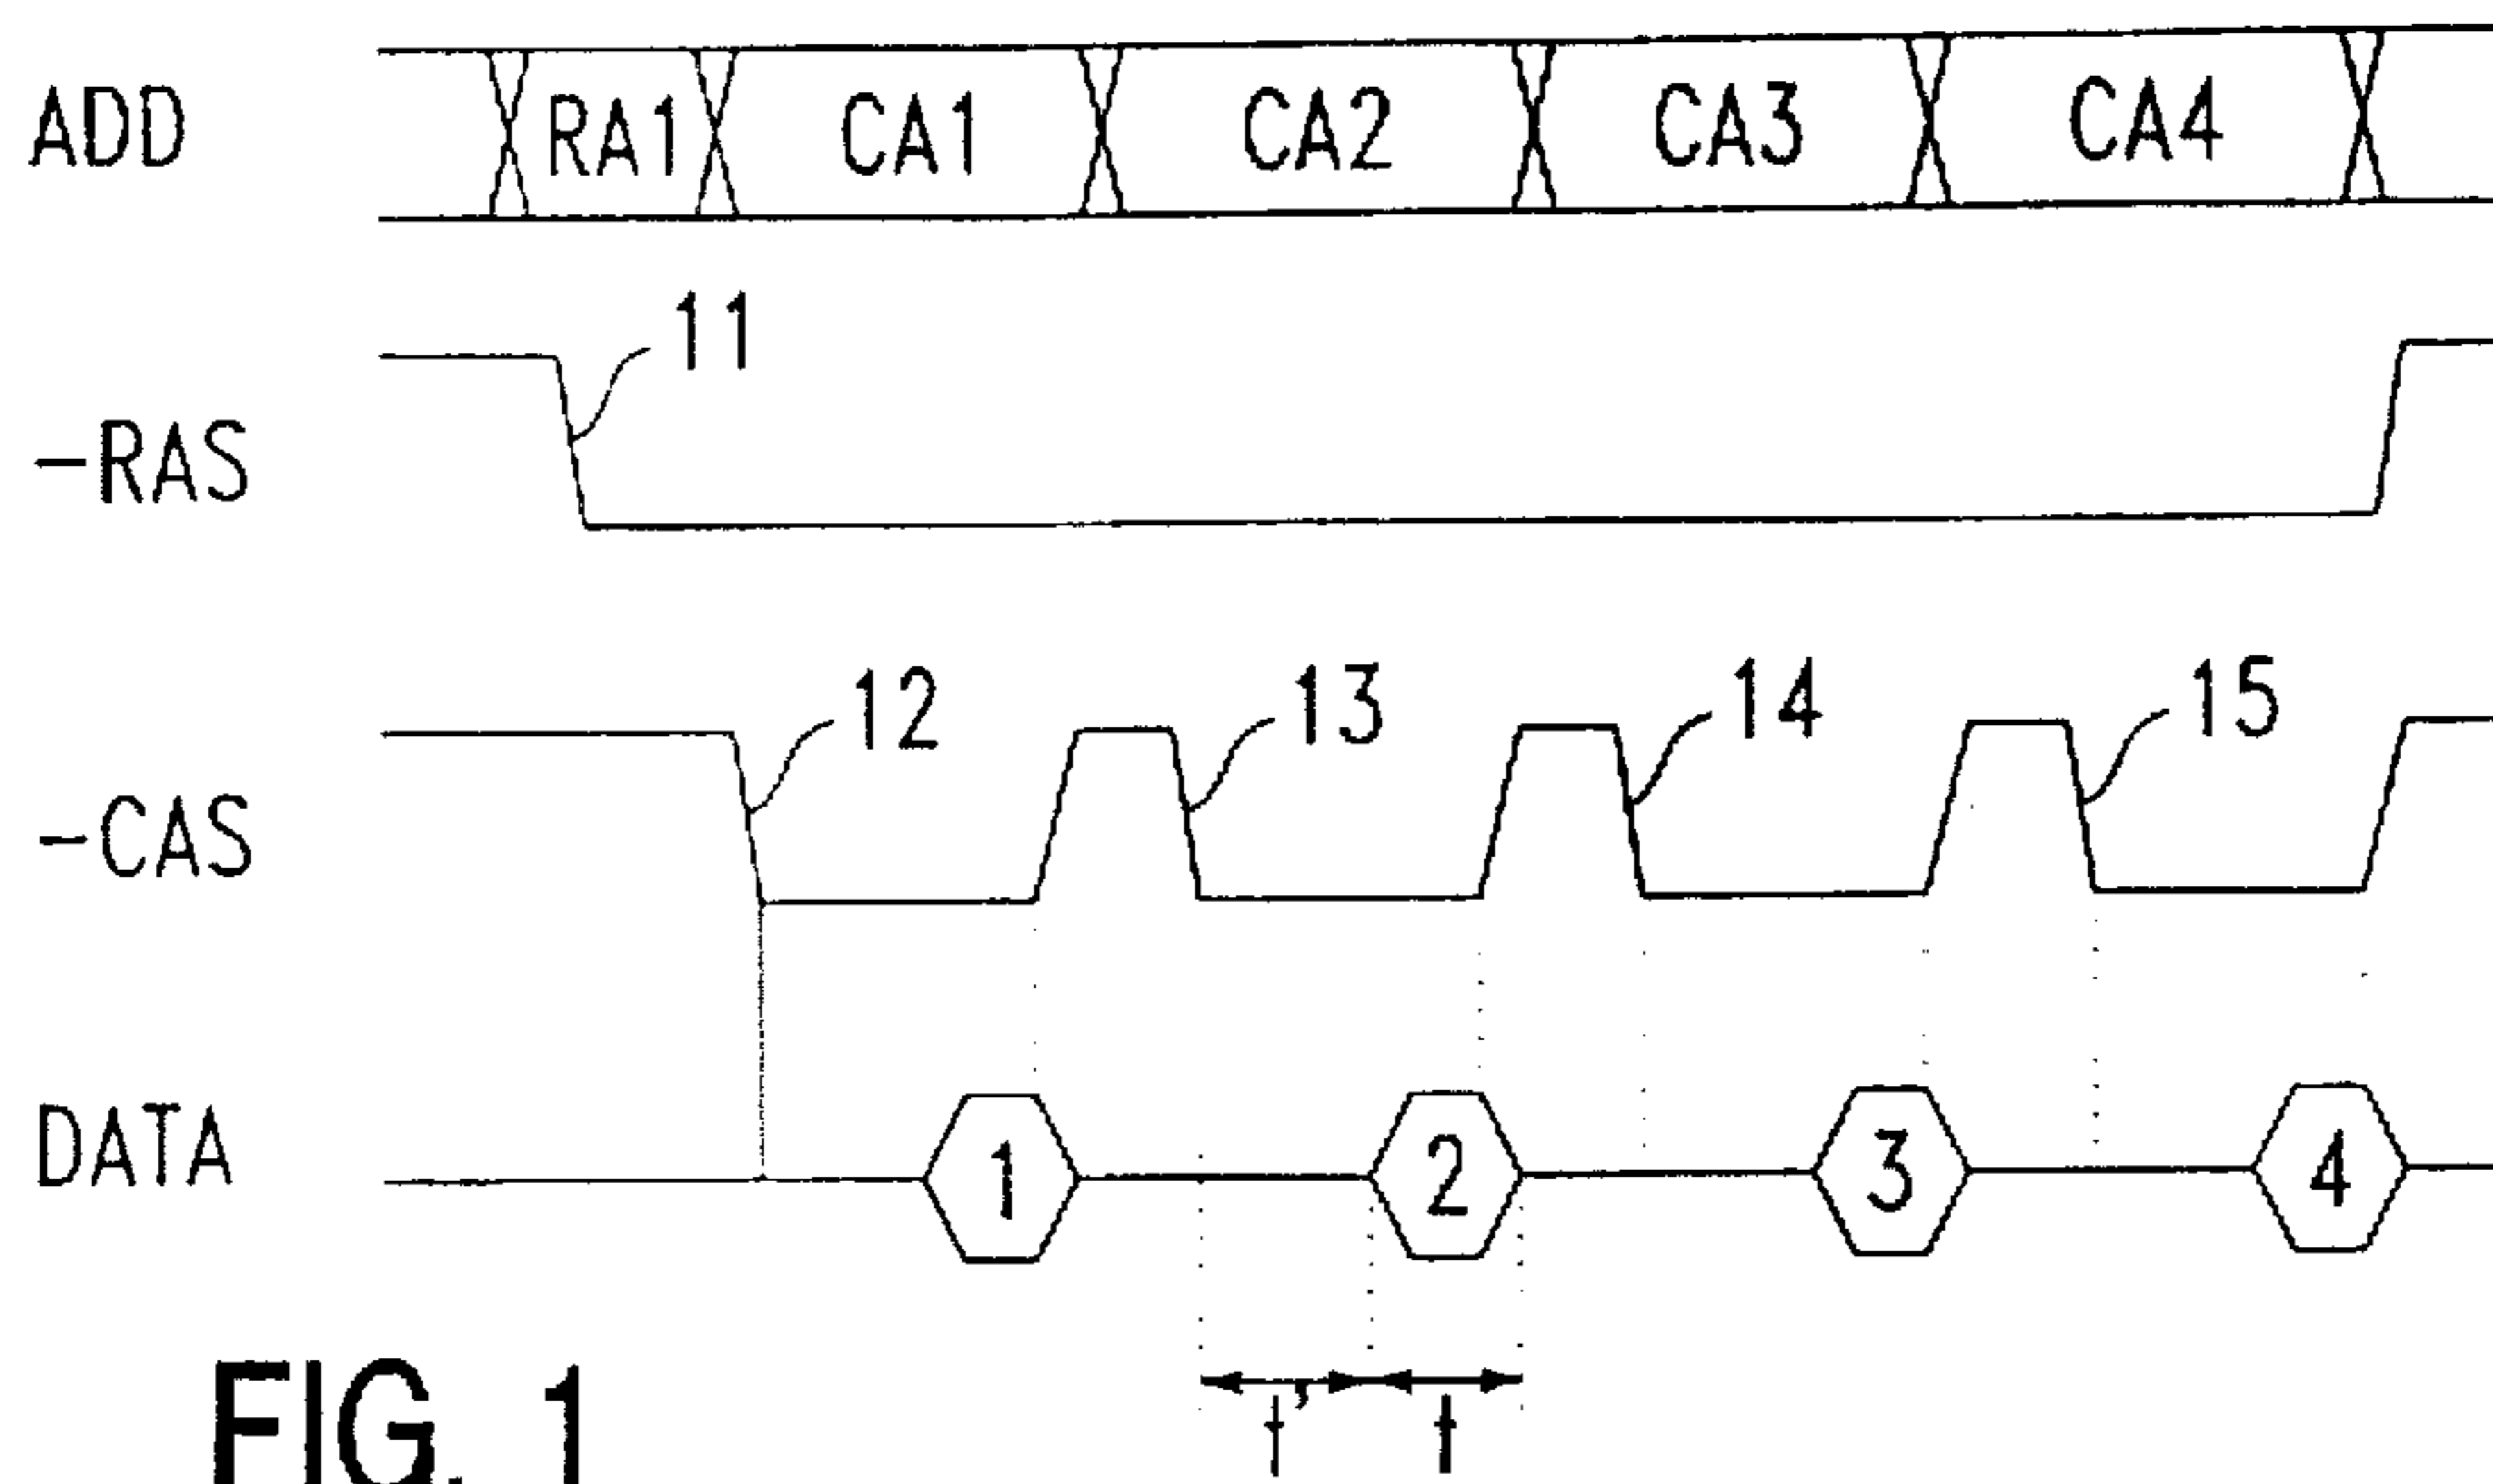 ADD RA1 CA1 CA2 CA3 CA4
11
-RAS
12 13 14 15
-CAS
DATA 1 2 3 4
t' t
FIG. 1